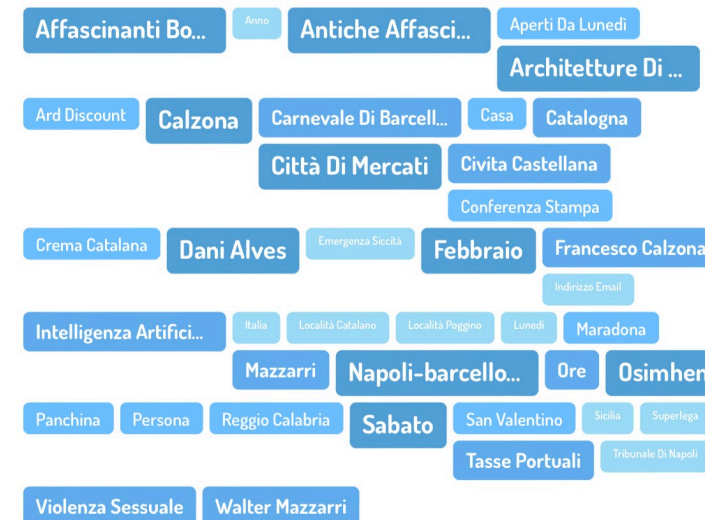 Affascinanti Bo...
Anno
Antiche Affasci...
Aperti Da Lunedì
Architetture Di ...
Ard Discount
Calzona
Carnevale Di Barcell...
Casa
Catalogna
Città Di Mercati
Civita Castellana
Conferenza Stampa
Crema Catalana
Dani Alves
Emergenza Siccità
Febbraio
Francesco Calzona
Indirizzo Email
Intelligenza Artifici...
Italia
Località Catalano
Località Poggino
Lunedì
Maradona
Mazzarri
Napoli-barcello...
Ore
Osimhen
Panchina
Persona
Reggio Calabria
Sabato
San Valentino
Sicilia
Superlega
Tasse Portuali
Tribunale Di Napoli
Violenza Sessuale
Walter Mazzarri